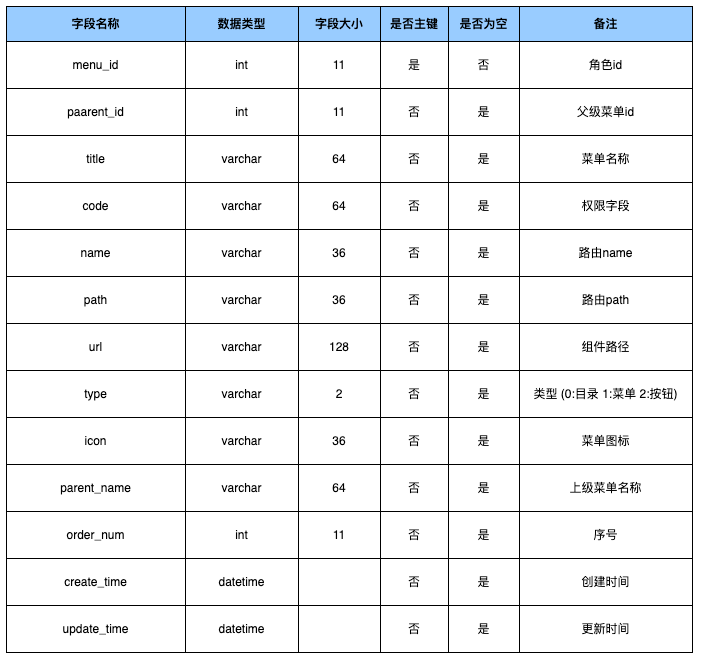 字段名称 数据类型 字段大小 是否主键 是否为空 备注
menu_id int 11 是 否 角色id
paarent_id int 11 否 是 父级菜单id
title varchar 64 否 是 菜单名称
code varchar 64 否 是 权限字段
name varchar 36 否 是 路由name
path varchar 36 否 是 路由path
url varchar 128 否 是 组件路径
type varchar 2 否 是 类型 (0:目录 1:菜单 2:按钮)
icon varchar 36 否 是 菜单图标
parent_name varchar 64 否 是 上级菜单名称
order_num int 11 否 是 序号
create_time datetime 否 是 创建时间
update_time datetime 否 是 更新时间